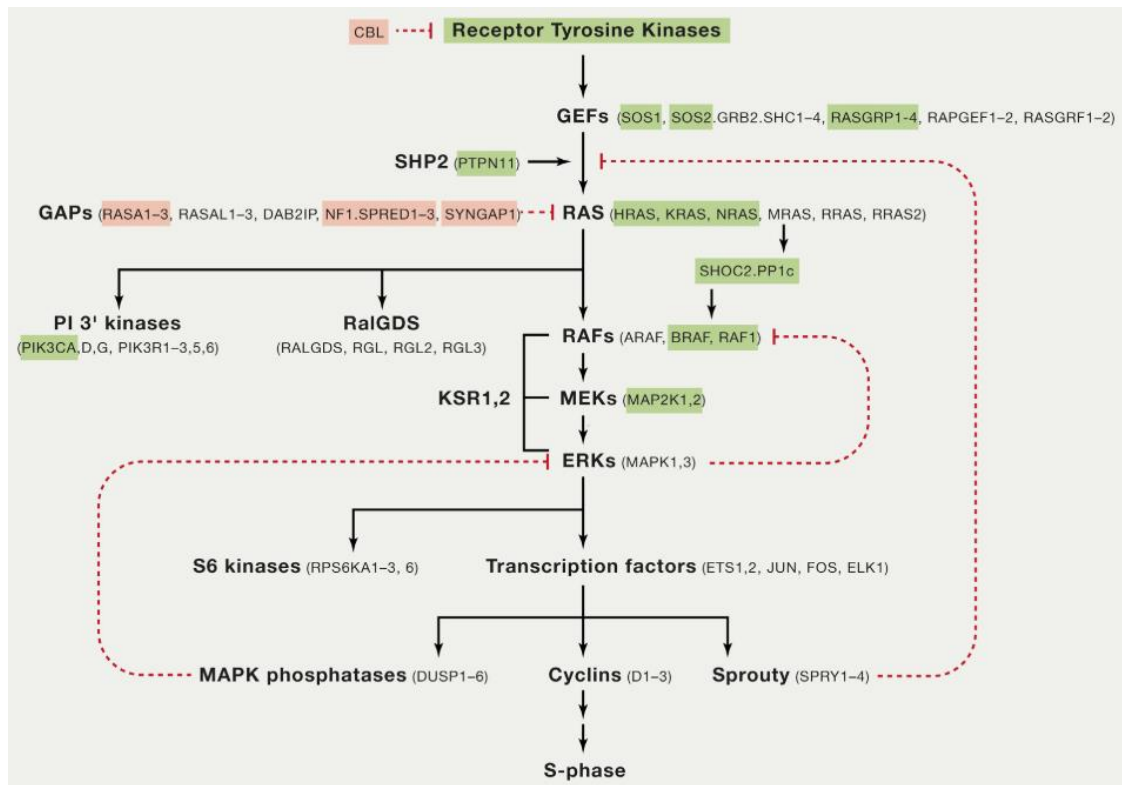 CBL Receptor Tyrosine Kinases
GEFs (SOS1, SOS2.GRB2.SHC1–4, RASGRP1-4, RAPGEF1–2, RASGRF1–2)
SHP2 (PTPN11)
GAPs (RASA1–3, RASAL1–3, DAB2IP, NF1.SPRED1–3, SYNGAP1) RAS (HRAS, KRAS, NRAS, MRAS, RRAS, RRAS2)
SHOC2.PP1c
PI 3' kinases
(PIK3CA,D,G, PIK3R1–3,5,6)
RalGDS
(RALGDS, RGL, RGL2, RGL3)
RAFs (ARAF, BRAF, RAF1)
KSR1,2
MEKs (MAP2K1,2)
ERKs (MAPK1,3)
S6 kinases (RPS6KA1–3, 6)
Transcription factors (ETS1,2, JUN, FOS, ELK1)
MAPK phosphatases (DUSP1–6)
Cyclins (D1–3)
Sprouty (SPRY1–4)
S-phase